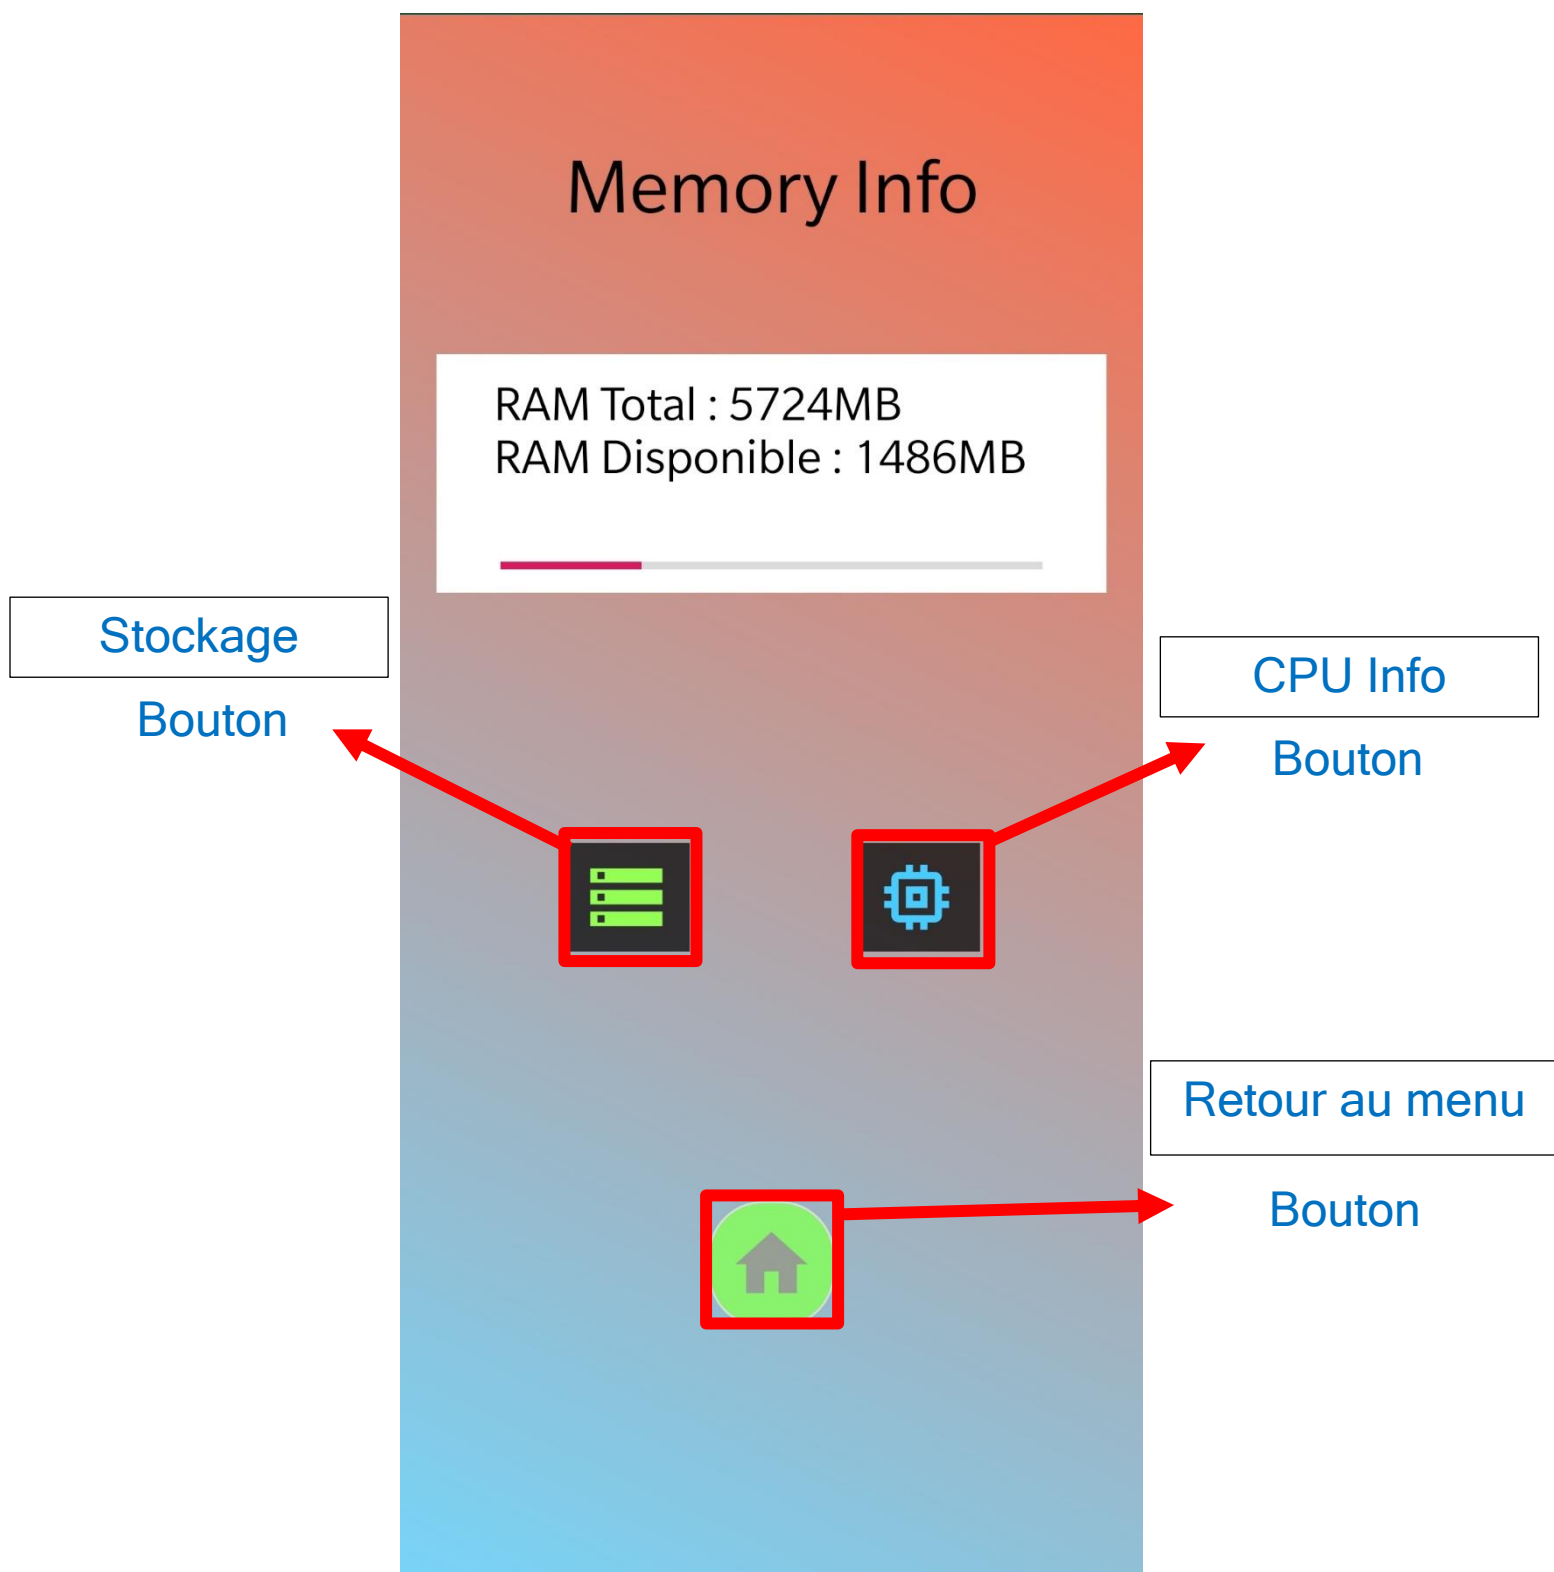 Memory Info
RAM Total : 5724MB
RAM Disponible : 1486MB
Stockage
Bouton
CPU Info
Bouton
Retour au menu
Bouton